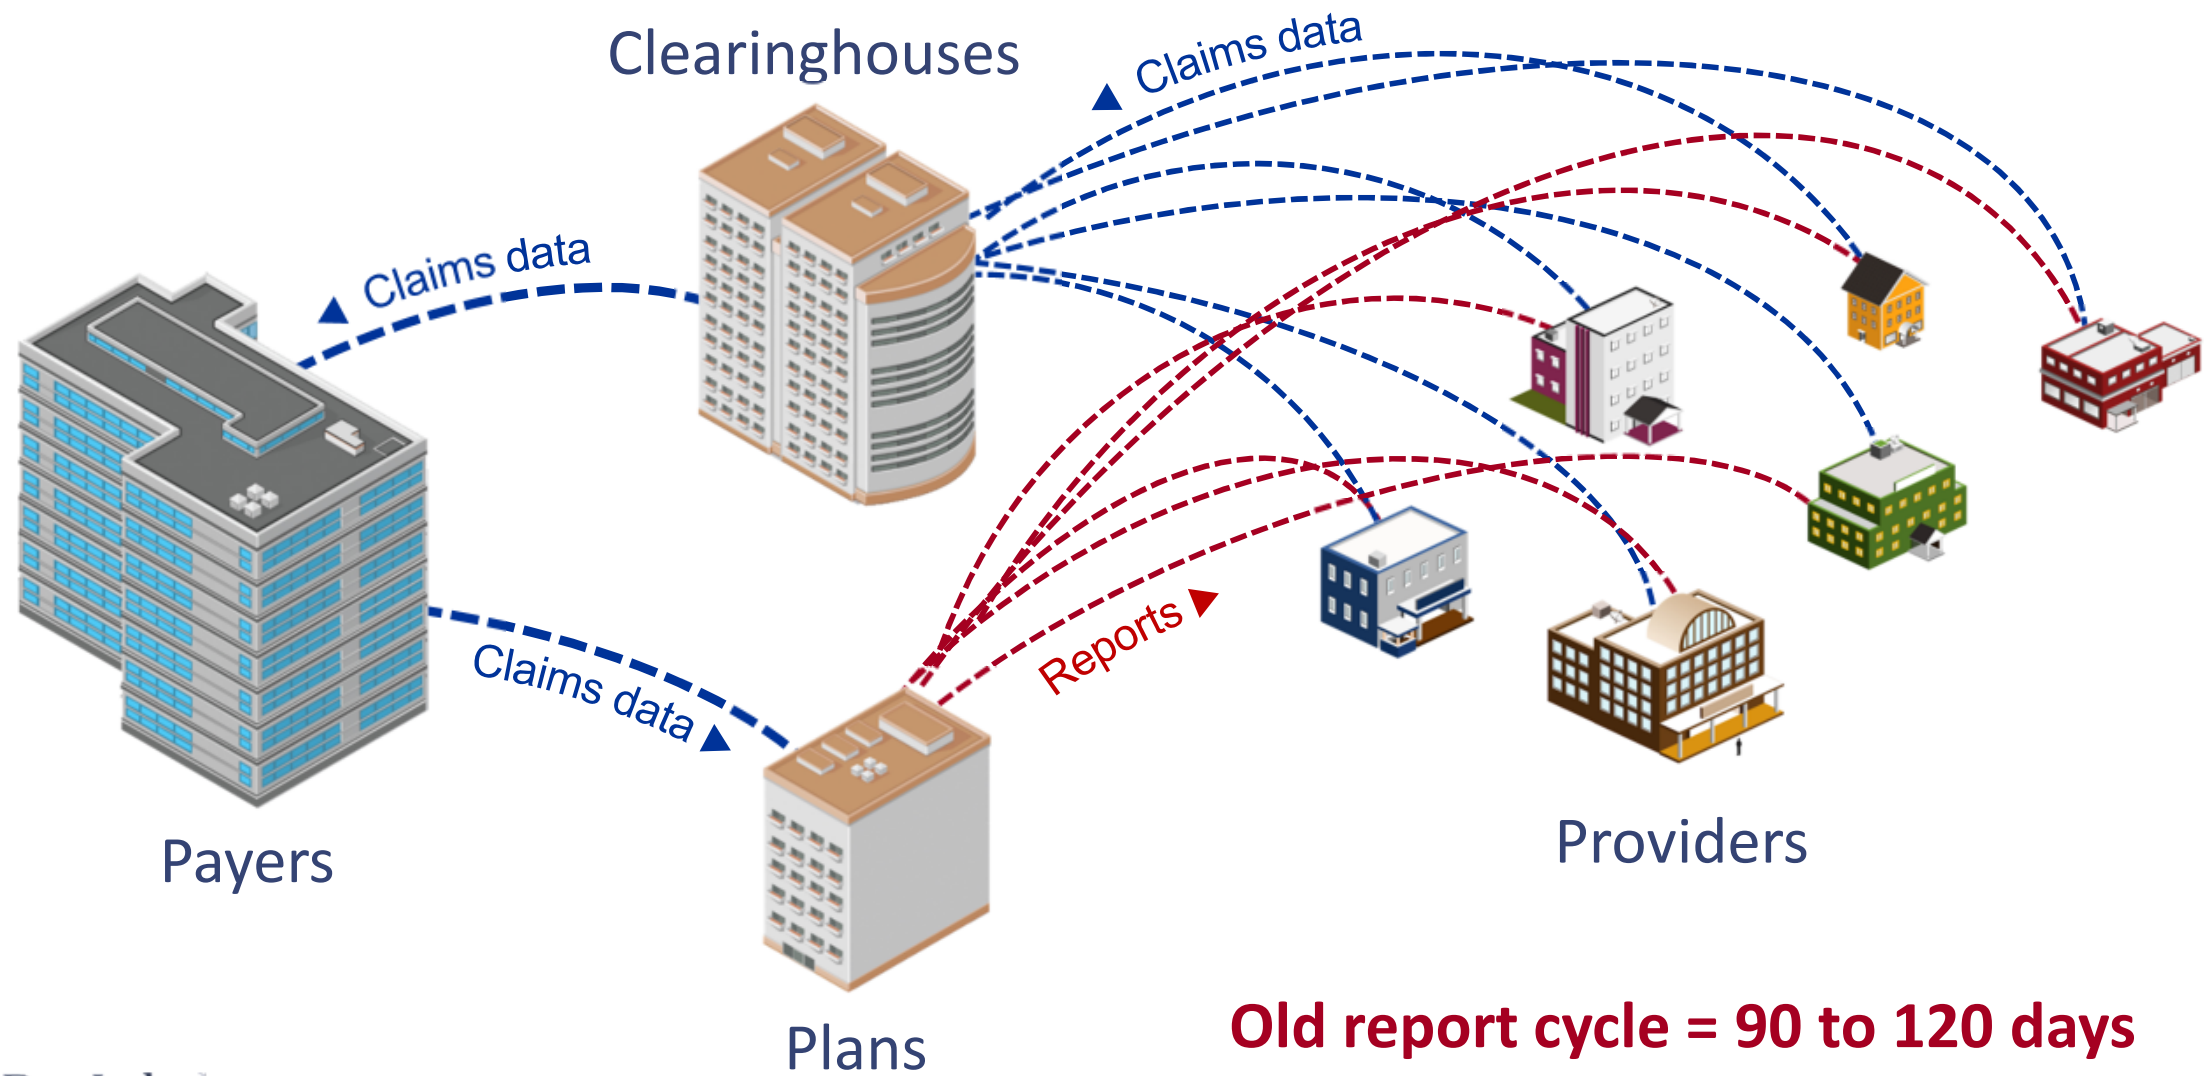 Clearinghouses
Claims data
Claims data
Claims data
Reports
Payers
Providers
Plans
Old report cycle = 90 to 120 days